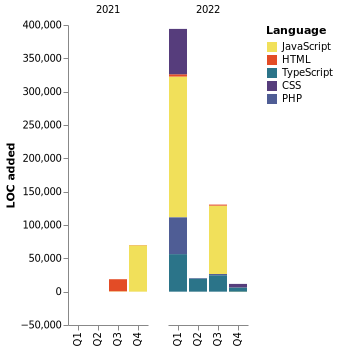 2021 2022
Language
JavaScript
HTML
TypeScript
CSS
PHP
LOC added
400,000
350,000
300,000
250,000
200,000
150,000
100,000
50,000
0
−50,000
Q1 Q2 Q3 Q4 Q1 Q2 Q3 Q4